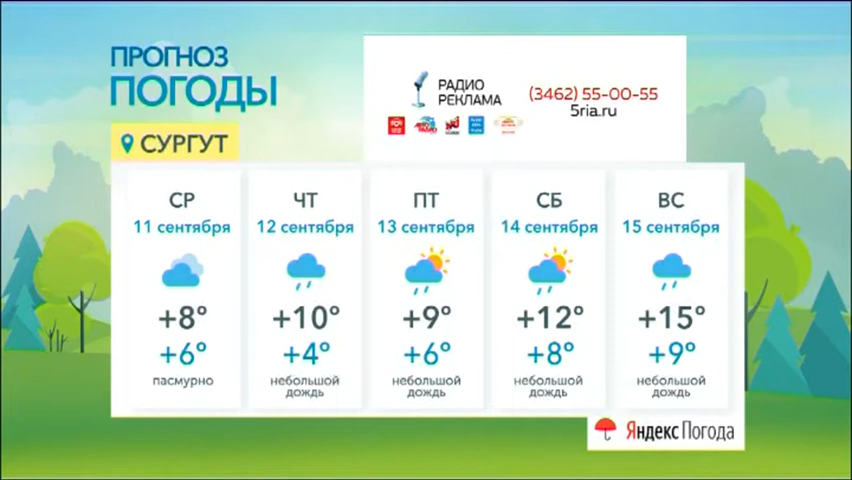 ПРОГНОЗ
ПОГОДЫ
СУРГУТ
РАДИО
РЕКЛАМА
(3462) 55-00-55
5ria.ru
СР
11 сентября
+8°
+6°
пасмурно
ЧТ
12 сентября
+10°
+4°
небольшой
дождь
ПТ
13 сентября
+9°
+6°
небольшой
дождь
СБ
14 сентября
+12°
+8°
небольшой
дождь
ВС
15 сентября
+15°
+9°
небольшой
дождь
Яндекс Погода